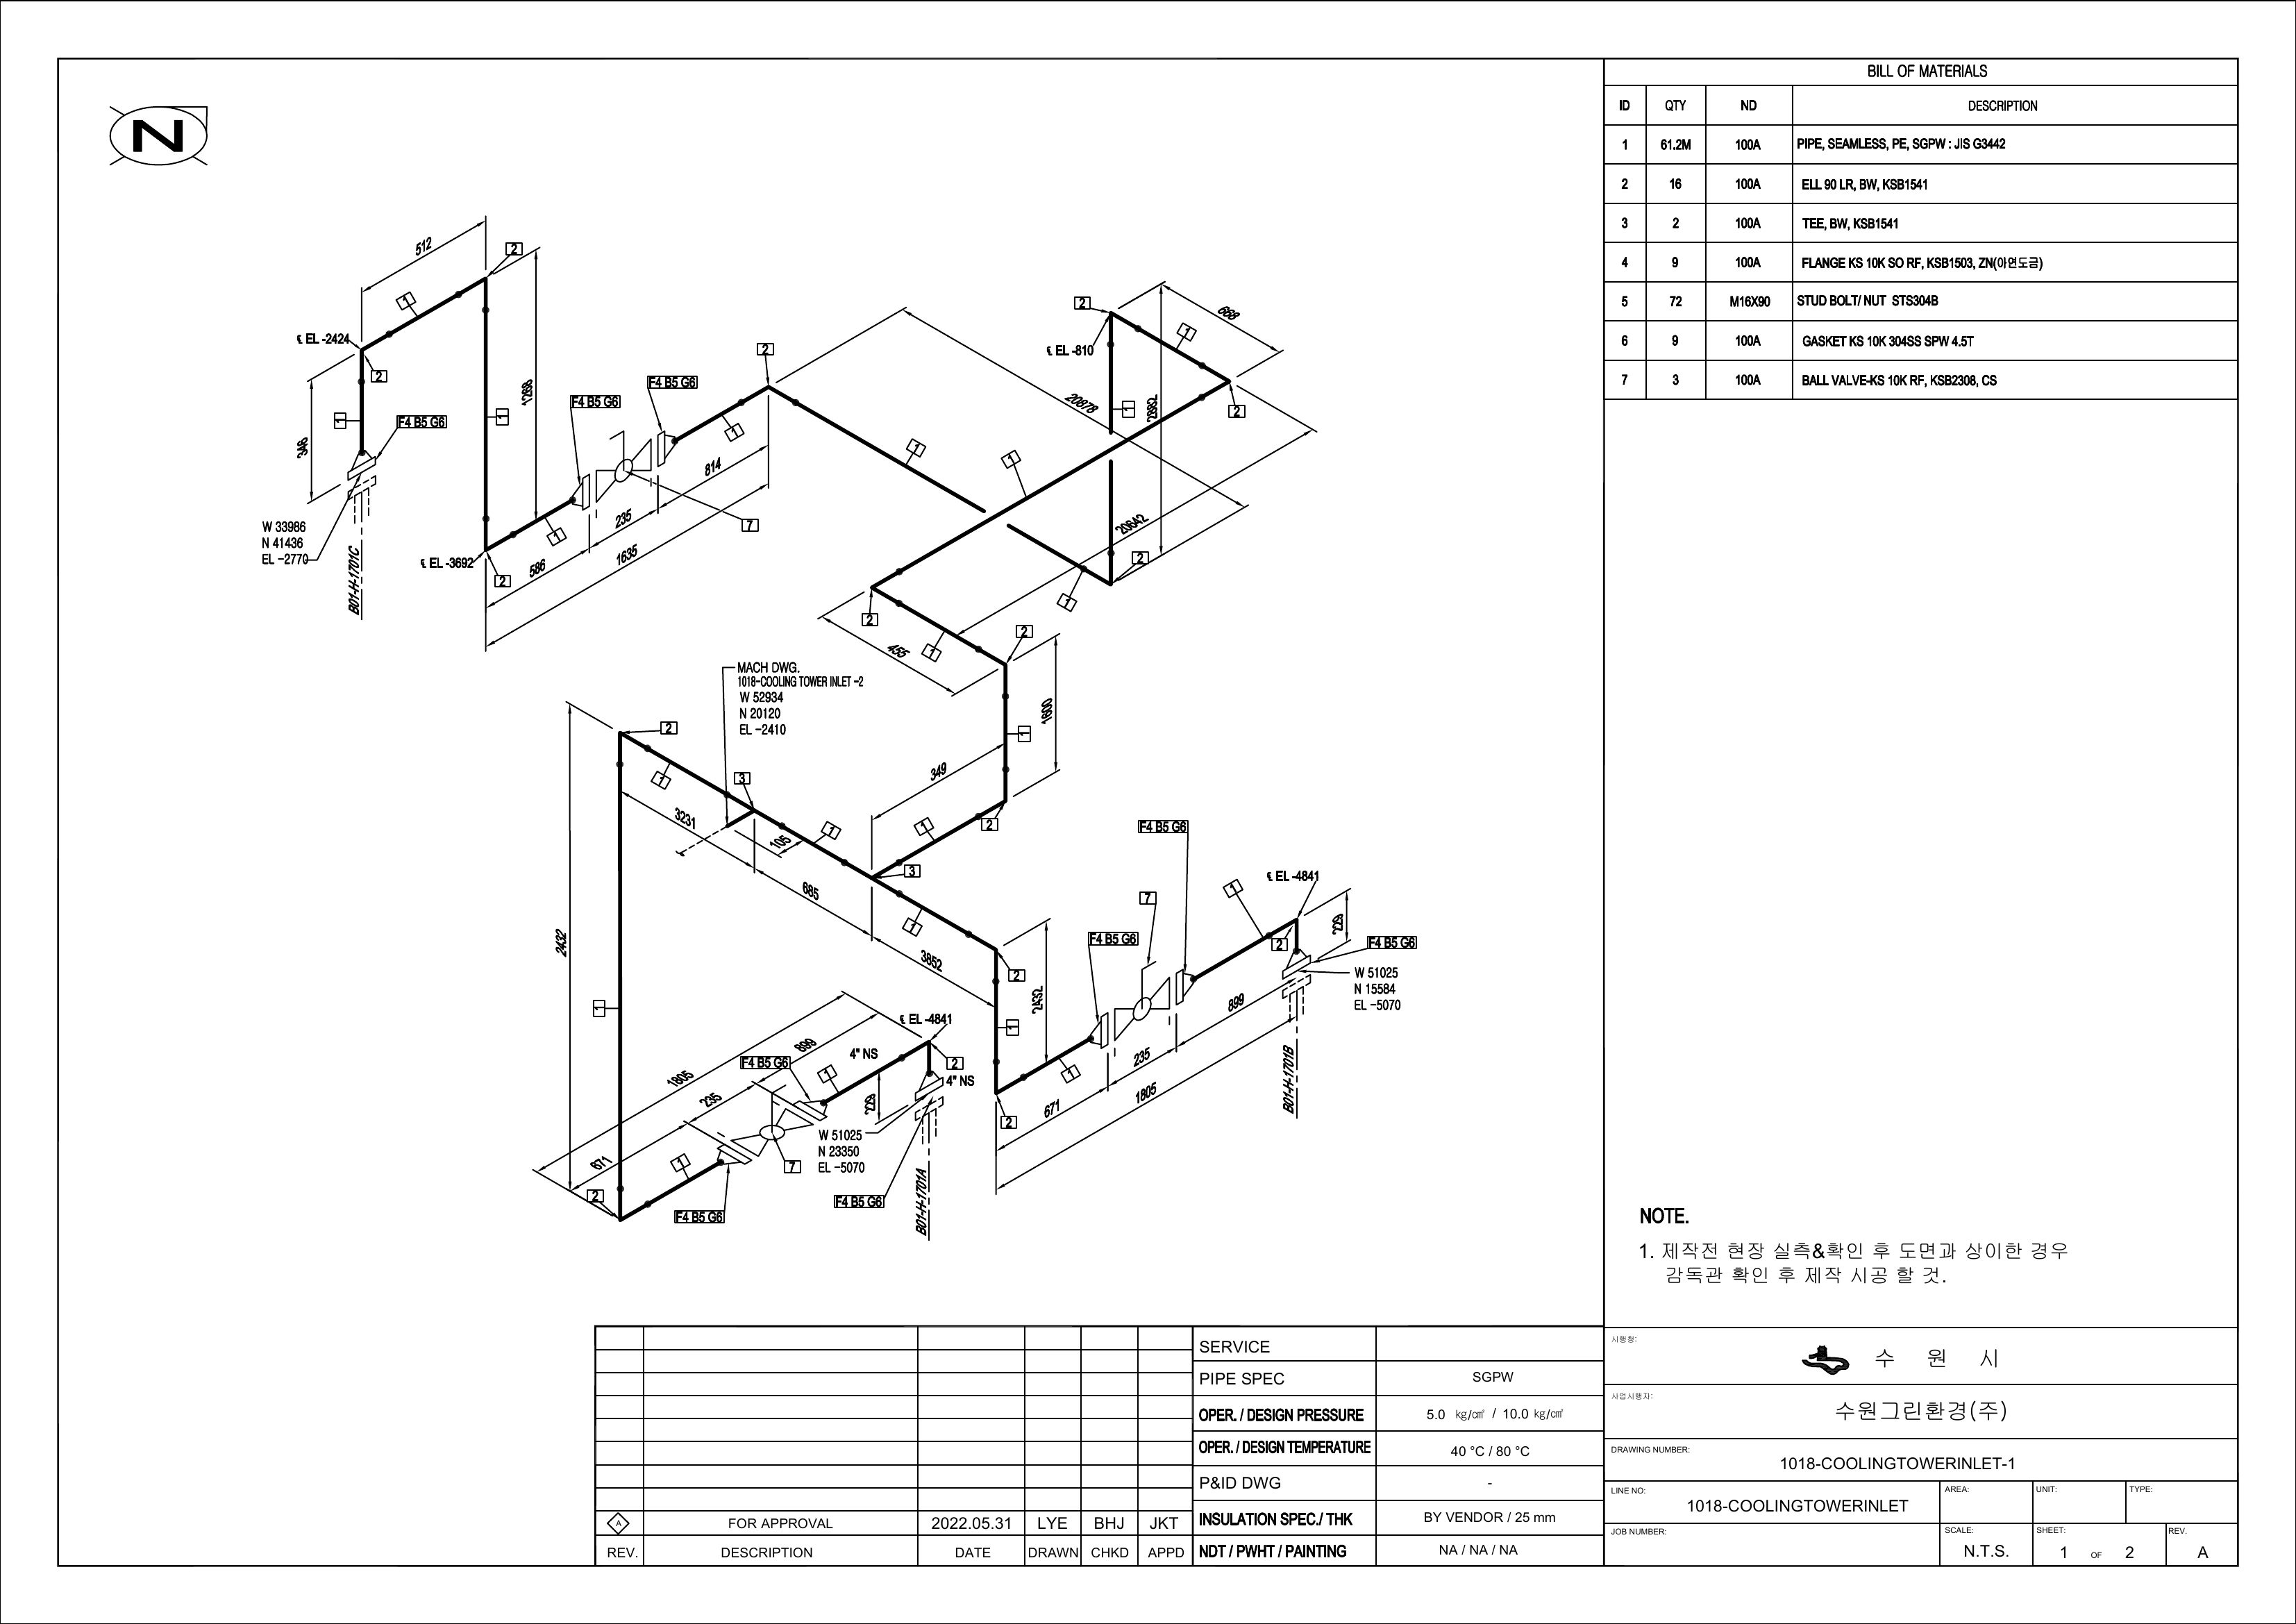 N
512
2
1
℄ EL -2424
2
348
1
F4 B5 G6
W 33986
N 41436
EL -2770
B01-H-1701C
1268
1
℄ EL -3692
2
1
586
235
1635
814
F4 B5 G6
F4 B5 G6
1
7
2
20878
1
1
2
℄ EL -810
1
668
2
1
20642
2
1
2
455
1
2
1600
1
349
1
2
MACH DWG.
1018-COOLING TOWER INLET -2
W 52934
N 20120
EL -2410
2
1
3
3231
105
1
685
3
1
3852
2
2432
1
2432
1
2
1
671
235
1805
899
F4 B5 G6
7
F4 B5 G6
1
℄ EL -4841
2
229
F4 B5 G6
W 51025
N 15584
EL -5070
B01-H-1701B
1805
899
235
671
℄ EL -4841
4" NS
2
4" NS
F4 B5 G6
1
229
W 51025
N 23350
EL -5070
7
1
2
F4 B5 G6
F4 B5 G6
B01-H-1701A
BILL OF MATERIALS
ID QTY ND DESCRIPTION
1 61.2M 100A PIPE, SEAMLESS, PE, SGPW : JIS G3442
2 16 100A ELL 90 LR, BW, KSB1541
3 2 100A TEE, BW, KSB1541
4 9 100A FLANGE KS 10K SO RF, KSB1503, ZN(아연도금)
5 72 M16X90 STUD BOLT/ NUT STS304B
6 9 100A GASKET KS 10K 304SS SPW 4.5T
7 3 100A BALL VALVE-KS 10K RF, KSB2308, CS
NOTE.
1. 제작전 현장 실측&확인 후 도면과 상이한 경우
감독관 확인 후 제작 시공 할 것.
SERVICE
PIPE SPEC SGPW
OPER. / DESIGN PRESSURE 5.0 ㎏/㎠ / 10.0 ㎏/㎠
OPER. / DESIGN TEMPERATURE 40 °C / 80 °C
P&ID DWG -
INSULATION SPEC./ THK BY VENDOR / 25 mm
NDT / PWHT / PAINTING NA / NA / NA
A FOR APPROVAL 2022.05.31 LYE BHJ JKT
REV. DESCRIPTION DATE DRAWN CHKD APPD
시행청:
수 원 시
사업시행자:
수원그린환경(주)
DRAWING NUMBER:
1018-COOLINGTOWERINLET-1
LINE NO: AREA: UNIT: TYPE:
1018-COOLINGTOWERINLET
JOB NUMBER: SCALE: SHEET: REV.
N.T.S. 1 OF 2 A